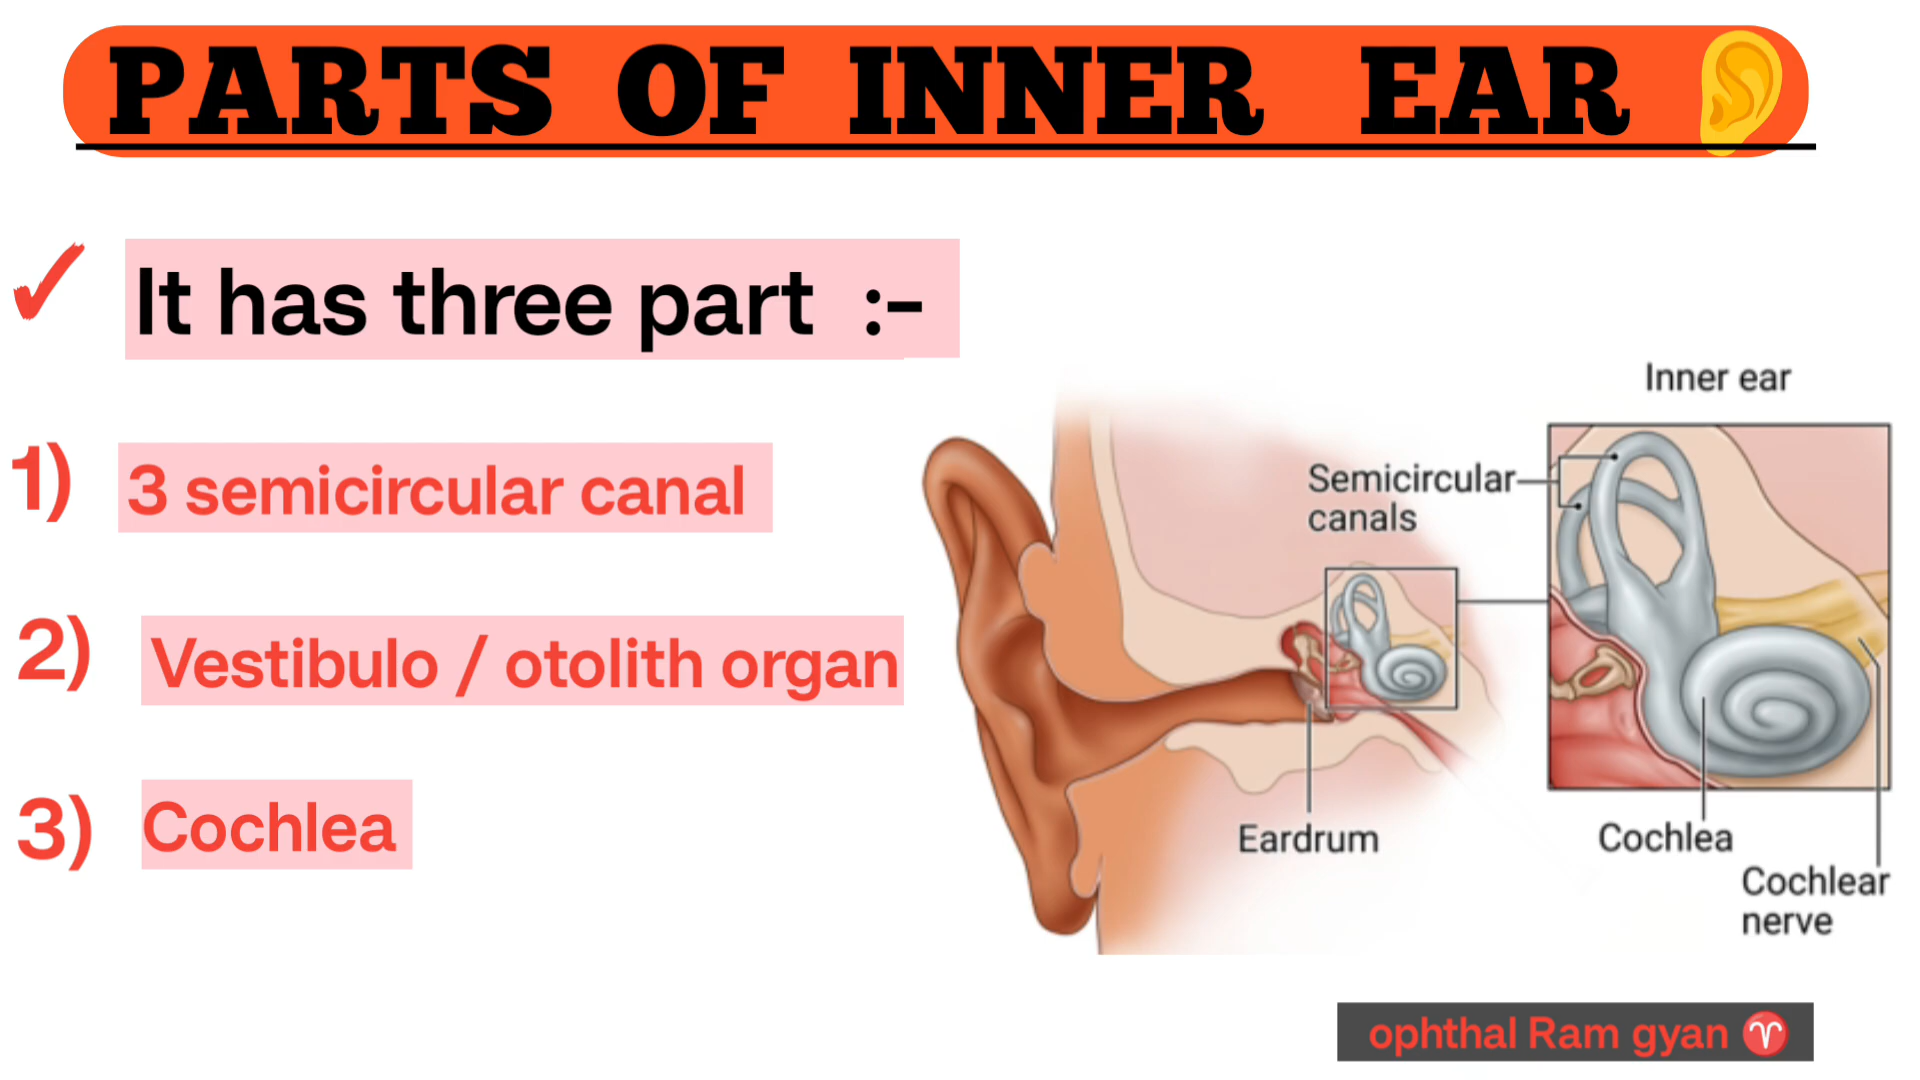 PARTS OF INNER EAR
It has three part :-
1) 3 semicircular canal
2) Vestibulo / otolith organ
3) Cochlea
Inner ear
Semicircular
canals
Eardrum
Cochlea
Cochlear
nerve
ophthal Ram gyan